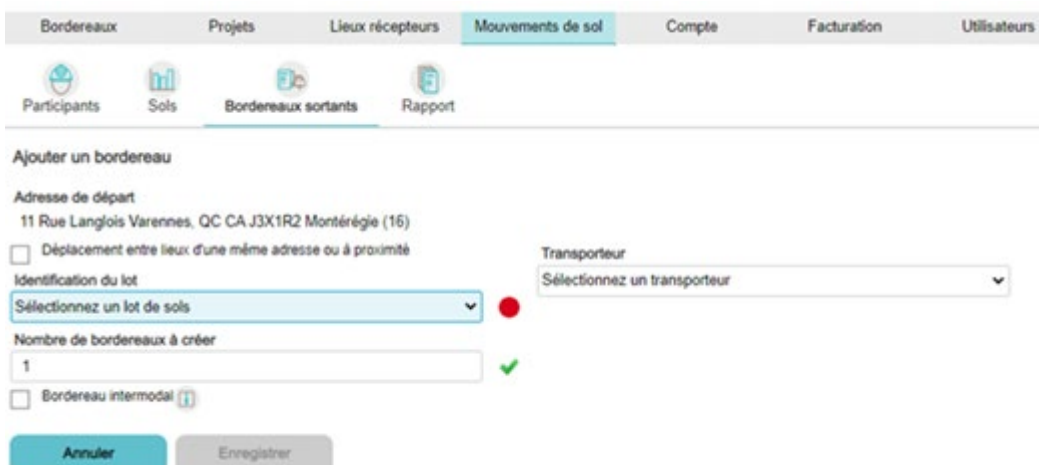 Bordereaux Projets Lieux récepteurs Mouvements de sol Compte Facturation Utilisateurs
Participants Sols Bordereaux sortants Rapport
Ajouter un bordereau
Adresse de départ
11 Rue Langlois Varennes, QC CA J3X1R2 Montérégie (16)
Déplacement entre lieux d'une même adresse ou à proximité
Transporteur
Identification du lot
Sélectionnez un transporteur
Sélectionnez un lot de sols
Nombre de bordereaux à créer
1
Bordereau intermodal
Annuler Enregistrer